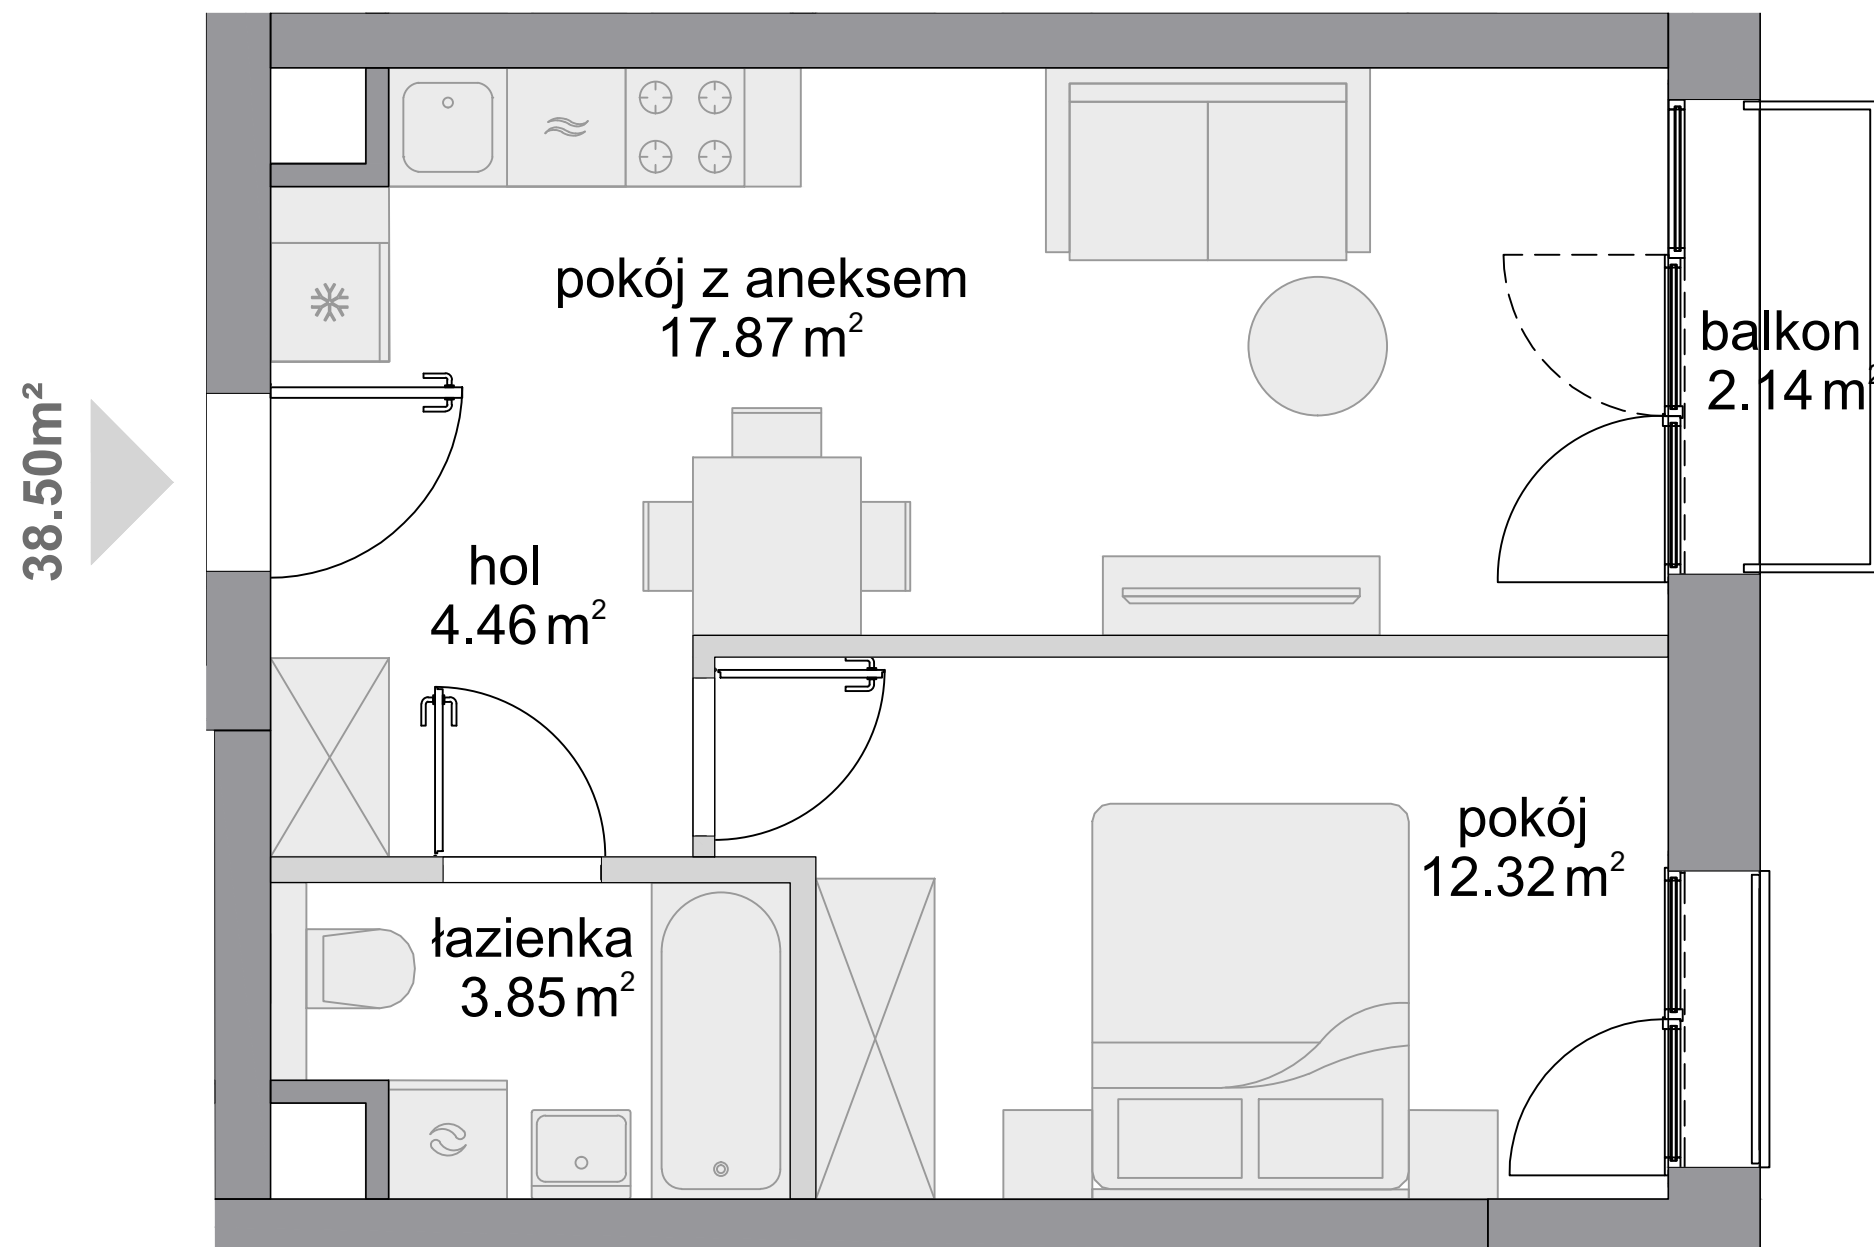 38.50m²
pokój z aneksem
17.87 m²
balkon
2.14 m²
hol
4.46 m²
pokój
12.32 m²
łazienka
3.85 m²